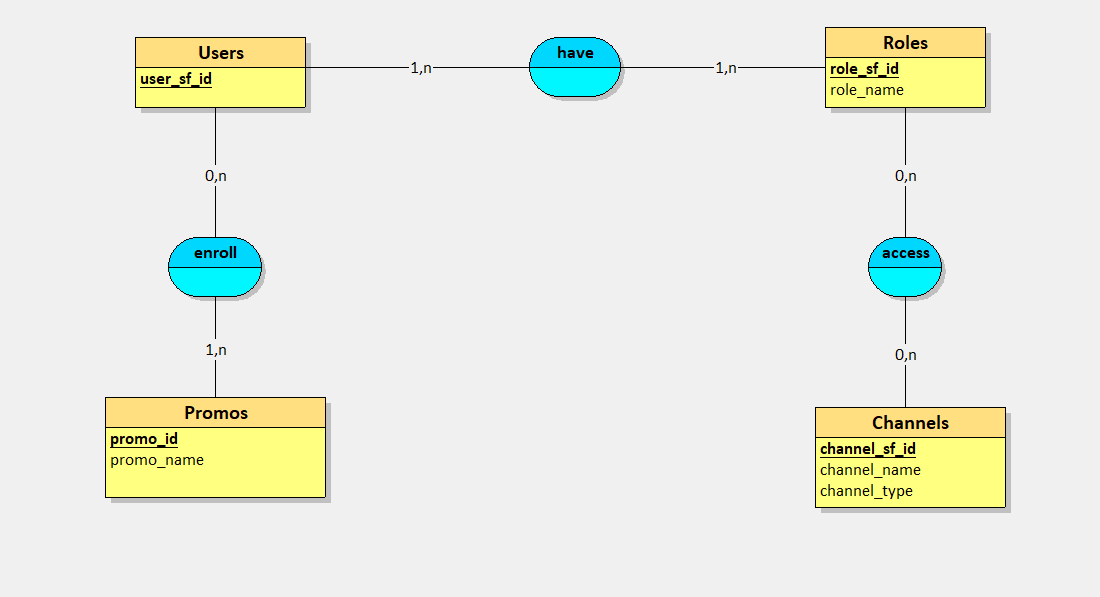 Users
user_sf_id
1,n
have
1,n
Roles
role_sf_id
role_name
0,n
0,n
enroll
access
1,n
0,n
Promos
promo_id
promo_name
Channels
channel_sf_id
channel_name
channel_type